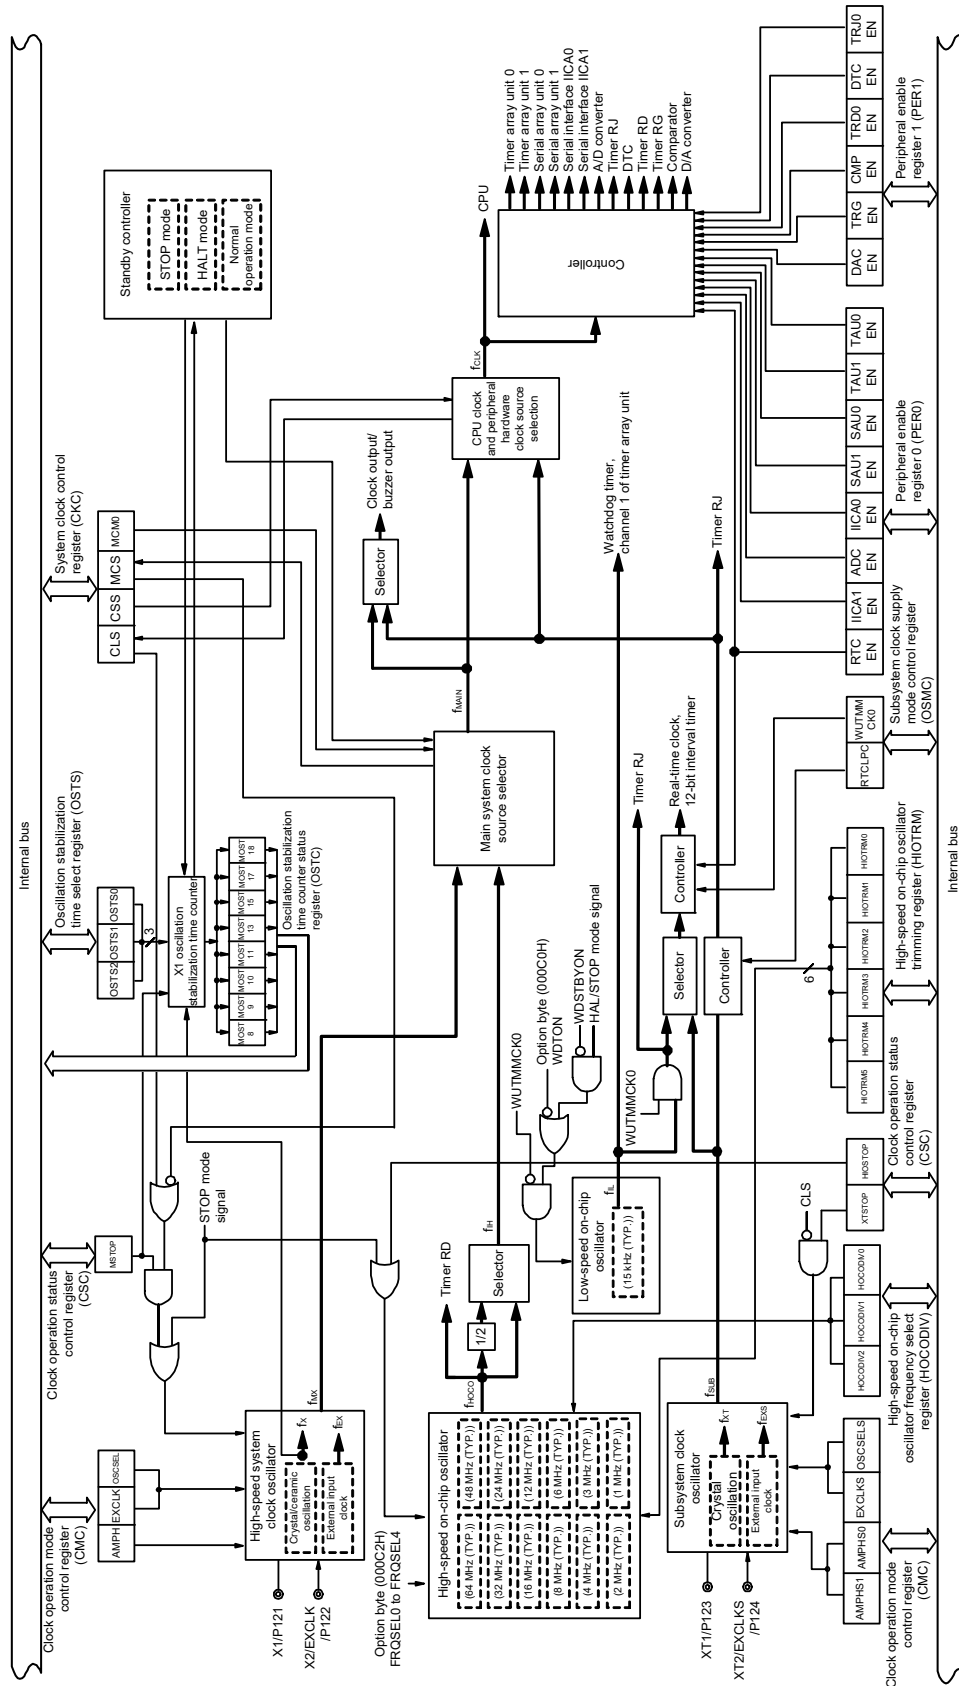 Internal bus
Clock operation mode
control register
(CMC)
AMPH
EXCLK
OSCSEL
Clock operation status
control register
(CSC)
MSTOP
Oscillation stabilization
time select register (OSTS)
OSTS2
OSTS1
OSTS0
3
System clock control
register (CKC)
CLS
CSS
MCS
MCM0
Standby controller
STOP mode
HALT mode
Normal
operation mode
X1 oscillation
stabilization time counter
MOST
8
MOST
9
MOST
10
MOST
11
MOST
13
MOST
15
MOST
17
MOST
18
Oscillation stabilization
time counter status
register (OSTC)
STOP mode
signal
X1/P121
X2/EXCLK
/P122
High-speed system
clock oscillator
Crystal/ceramic
oscillation
External input
clock
fX
fEX
fMX
Option byte (000C2H)
FRQSEL0 to FRQSEL4
High-speed on-chip oscillator
(64 MHz (TYP.))
(48 MHz (TYP.))
(32 MHz (TYP.))
(24 MHz (TYP.))
(16 MHz (TYP.))
(12 MHz (TYP.))
(8 MHz (TYP.))
(6 MHz (TYP.))
(4 MHz (TYP.))
(3 MHz (TYP.))
(2 MHz (TYP.))
(1 MHz (TYP.))
fHOCO
Timer RD
1/2
Selector
fIH
Main system clock
source selector
fMAIN
Selector
Clock output/
buzzer output
CPU clock
and peripheral
hardware
clock source
selection
fCLK
CPU
Controller
Timer array unit 0
Timer array unit 1
Serial array unit 0
Serial array unit 1
Serial interface IICA0
Serial interface IICA1
A/D converter
Timer RJ
DTC
Timer RD
Timer RG
Comparator
D/A converter
WUTMMCK0
Option byte (000C0H)
WDTON
WDSTBYON
HAL/STOP mode signal
Low-speed on-chip
oscillator
(15 kHz (TYP.))
fIL
Watchdog timer,
channel 1 of timer array unit
WUTMMCK0
Timer RJ
Selector
Controller
Real-time clock,
12-bit interval timer
Controller
Timer RJ
XT1/P123
XT2/EXCLKS
/P124
Subsystem clock
oscillator
Crystal
oscillation
External input
clock
fXT
fEXS
fSUB
CLS
6
AMPHS1
AMPHS0
EXCLKS
OSCSELS
Clock operation mode
control register
(CMC)
HOCODIV2
HOCODIV1
HOCODIV0
High-speed on-chip
oscillator frequency select
register (HOCODIV)
XTSTOP
HIOSTOP
Clock operation status
control register
(CSC)
HIOTRM5
HIOTRM4
HIOTRM3
HIOTRM2
HIOTRM1
HIOTRM0
High-speed on-chip oscillator
trimming register (HIOTRM)
RTCLPC
WUTMM
CK0
Subsystem clock supply
mode control register
(OSMC)
RTC
EN
IICA1
EN
ADC
EN
IICA0
EN
SAU1
EN
SAU0
EN
TAU1
EN
TAU0
EN
Peripheral enable
register 0 (PER0)
DAC
EN
TRG
EN
CMP
EN
TRD0
EN
DTC
EN
TRJ0
EN
Peripheral enable
register 1 (PER1)
Internal bus